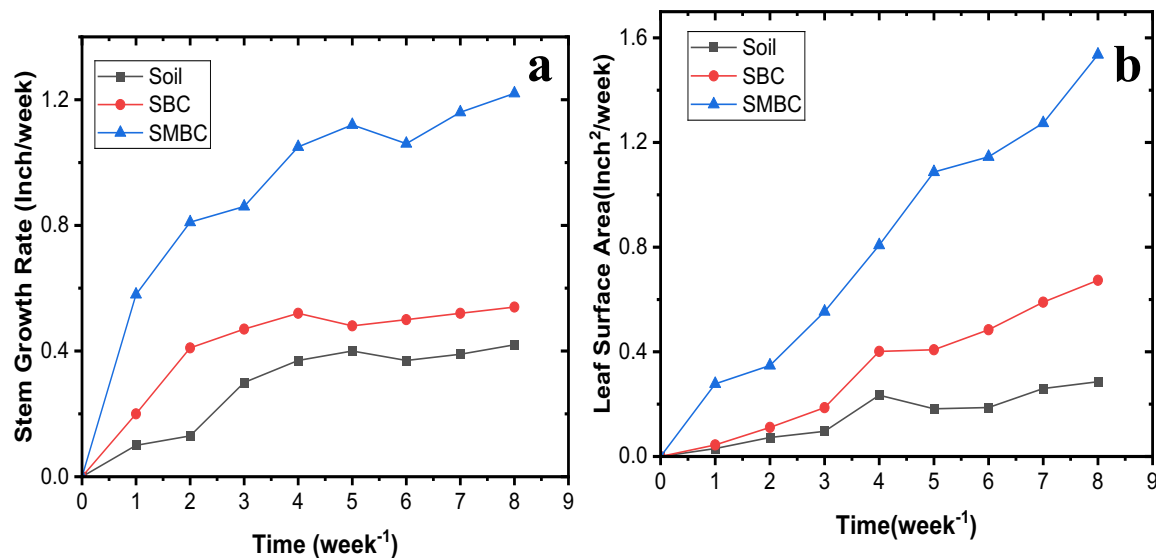 a
Soil
SBC
SMBC
Stem Growth Rate (Inch/week)
1.2
0.8
0.4
0.0
0 1 2 3 4 5 6 7 8 9
Time (week⁻¹)
b
Soil
SBC
SMBC
Leaf Surface Area(Inch²/week)
1.6
1.2
0.8
0.4
0.0
0 1 2 3 4 5 6 7 8 9
Time(week⁻¹)